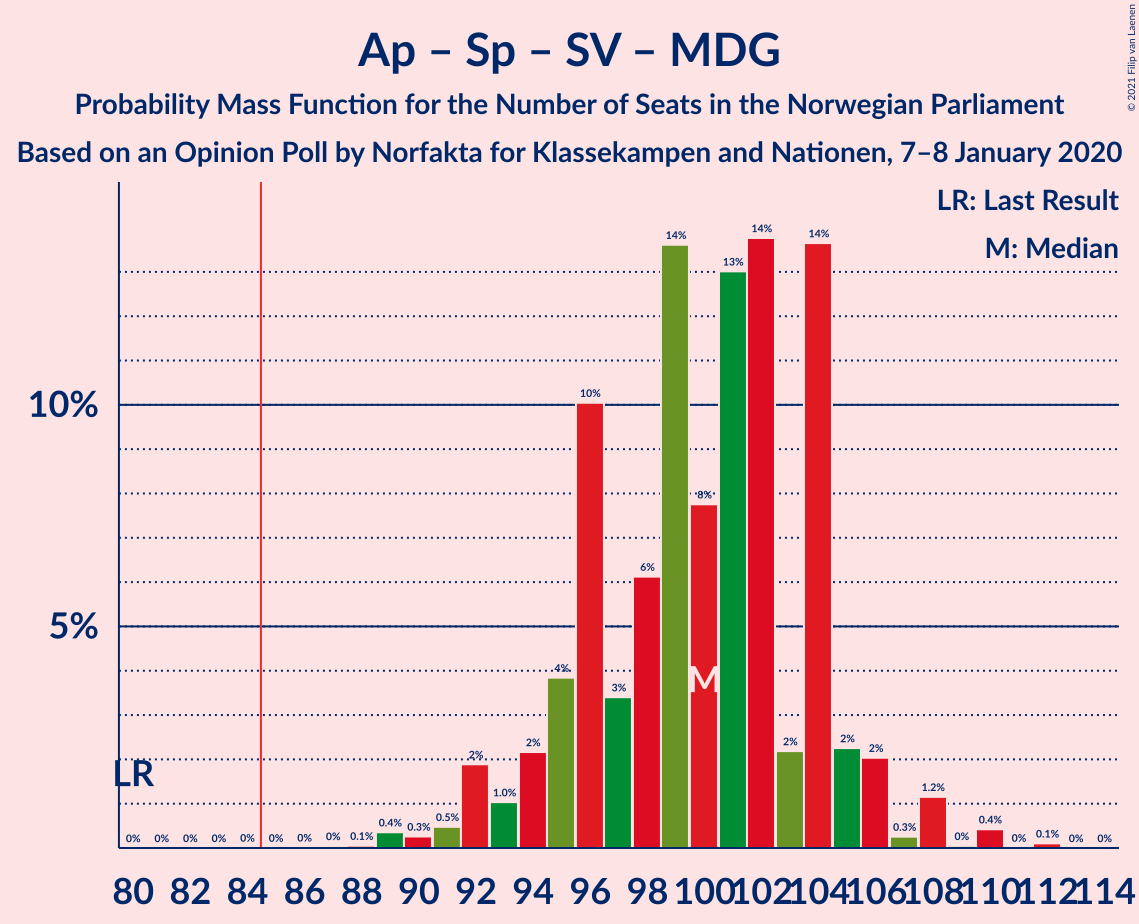 Ap – Sp – SV – MDG
Probability Mass Function for the Number of Seats in the Norwegian Parliament
Based on an Opinion Poll by Norfakta for Klassekampen and Nationen, 7–8 January 2020
© 2021 Filip van Laenen
LR: Last Result
M: Median
10%
5%
LR
M
0% 0% 0% 0% 0% 0% 0% 0% 0.1% 0.4% 0.3% 0.5% 2% 1.0% 2% 4% 10% 3% 6% 14% 8% 13% 14% 2% 14% 2% 2% 0.3% 1.2% 0% 0.4% 0% 0.1% 0% 0%
80 82 84 86 88 90 92 94 96 98 100 102 104 106 108 110 112 114